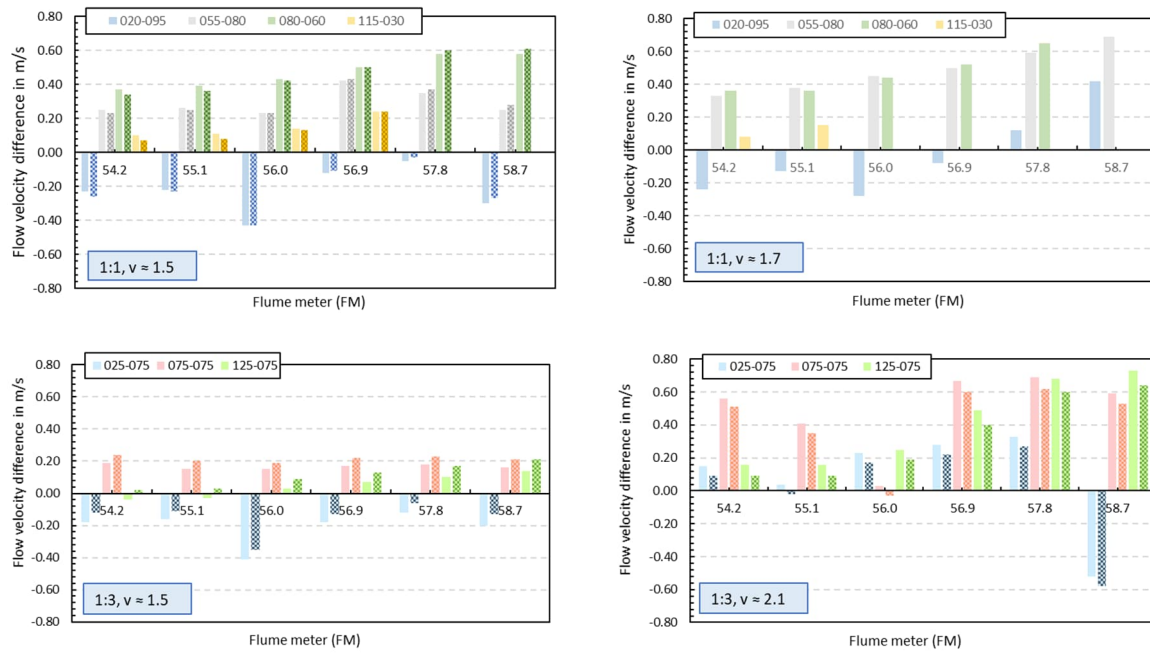 020-095 055-080 080-060 115-030
0.60
0.40
0.20
0.00
-0.20
-0.40
-0.60
-0.80
Flow velocity difference in m/s
54.2 55.1 56.0 56.9 57.8 58.7
1:1, v ≈ 1.5
Flume meter (FM)
020-095 055-080 080-060 115-030
0.60
0.40
0.20
0.00
-0.20
-0.40
-0.60
-0.80
Flow velocity difference in m/s
54.2 55.1 56.0 56.9 57.8 58.7
1:1, v ≈ 1.7
Flume meter (FM)
025-075 075-075 125-075
0.80
0.60
0.40
0.20
0.00
-0.20
-0.40
-0.60
-0.80
Flow velocity difference in m/s
54.2 55.1 56.0 56.9 57.8 58.7
1:3, v ≈ 1.5
Flume meter (FM)
025-075 075-075 125-075
0.80
0.60
0.40
0.20
0.00
-0.20
-0.40
-0.60
-0.80
Flow velocity difference in m/s
54.2 55.1 56.0 56.9 57.8 58.7
1:3, v ≈ 2.1
Flume meter (FM)